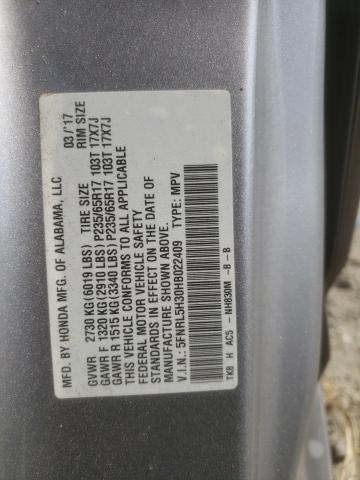 MFD. BY HONDA MFG. OF ALABAMA, LLC 03/'17
GVWR 2730 KG(6019 LBS) TIRE SIZE RIM SIZE
GAWR F 1320 KG(2910 LBS) P235/65R17 103T 17X7J
GAWR R 1515 KG(3340 LBS) P235/65R17 103T 17X7J
THIS VEHICLE CONFORMS TO ALL APPLICABLE
FEDERAL MOTOR VEHICLE SAFETY
STANDARDS IN EFFECT ON THE DATE OF
MANUFACTURE SHOWN ABOVE.
V.I.N.: 5FNRL5H30HB022409 TYPE: MPV
TK8 H AC5 - NH830M -B - B